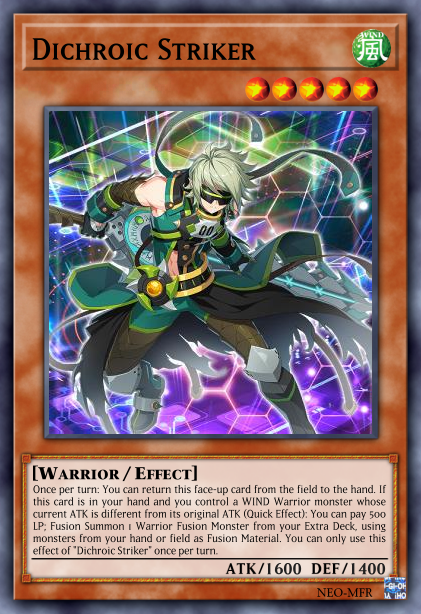 Dichroic Striker
WIND
風
00
[Warrior / Effect]
Once per turn: You can return this face-up card from the field to the hand. If
this card is in your hand and you control a WIND Warrior monster whose
current ATK is different from its original ATK (Quick Effect): You can pay 500
LP; Fusion Summon 1 Warrior Fusion Monster from your Extra Deck, using
monsters from your hand or field as Fusion Material. You can only use this
effect of "Dichroic Striker" once per turn.
ATK/1600 DEF/1400
NEO-MFR